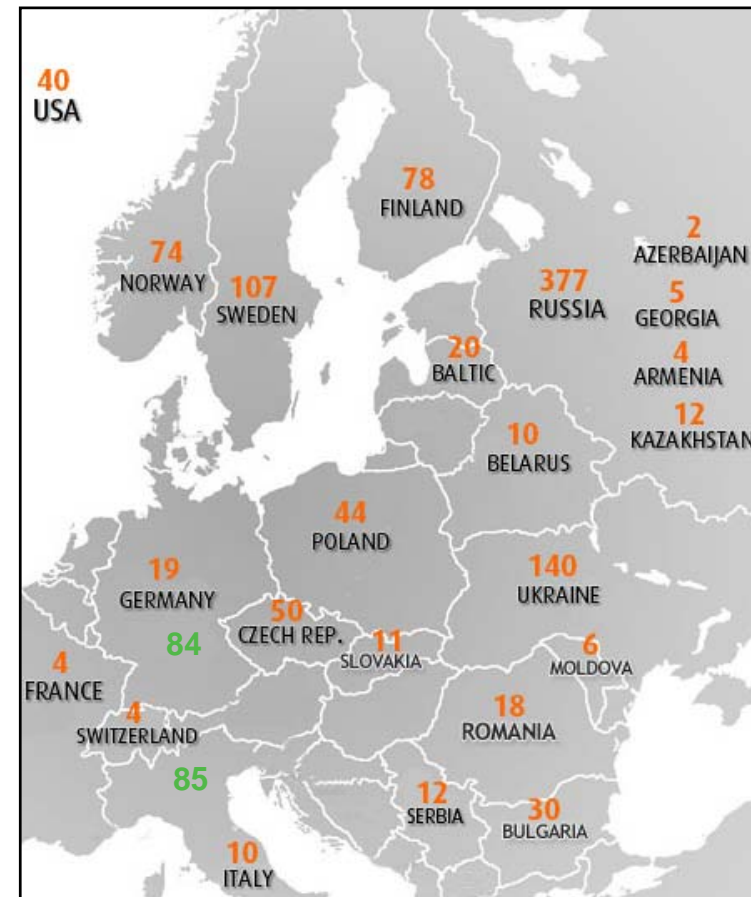 40
USA
78
FINLAND
74
NORWAY
107
SWEDEN
2
AZERBAIJAN
377
RUSSIA
5
GEORGIA
20
BALTIC
4
ARMENIA
12
KAZAKHSTAN
10
BELARUS
44
POLAND
19
GERMANY
84
140
UKRAINE
50
CZECH REP.
11
SLOVAKIA
6
MOLDOVA
4
FRANCE
4
SWITZERLAND
18
ROMANIA
85
12
SERBIA
30
BULGARIA
10
ITALY